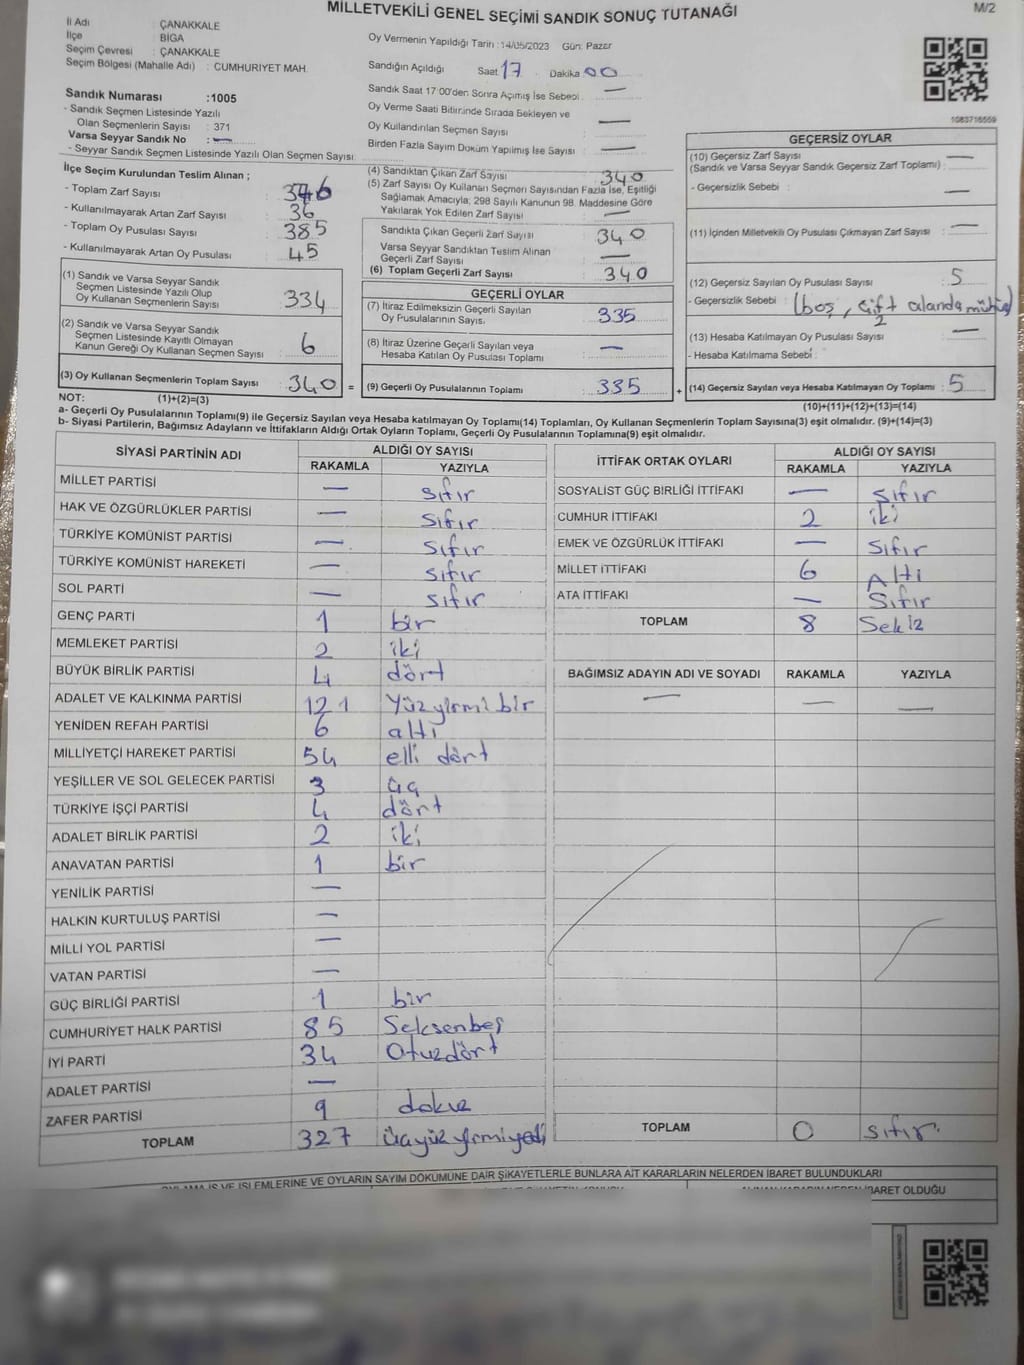 MİLLETVEKİLİ GENEL SEÇİMİ SANDIK SONUÇ TUTANAĞI
M/2
İl Adı : ÇANAKKALE
İlçe : BİGA
Seçim Çevresi : ÇANAKKALE
Seçim Bölgesi (Mahalle Adı) : CUMHURIYET MAH.
Sandık Numarası :1005
- Sandık Seçmen Listesinde Yazılı
Olan Seçmenlerin Sayısı : 371
Varsa Seyyar Sandık No : —
- Seyyar Sandık Seçmen Listesinde Yazılı Olan Seçmen Sayısı
Oy Vermenin Yapıldığı Tarih :14/05/2023 Gün: Pazar
Sandığın Açıldığı Saat 17 Dakika 00
Sandık Saat 17:00'den Sonra Açılmış İse Sebebi : —
Oy Verme Saati Bitiminde Sırada Bekleyen ve
Oy Kullandırılan Seçmen Sayısı —
Birden Fazla Sayım Döküm Yapılmış İse Sayısı —
1083716559
İlçe Seçim Kurulundan Teslim Alınan ;
- Toplam Zarf Sayısı : 376
- Kullanılmayarak Artan Zarf Sayısı : 36
- Toplam Oy Pusulası Sayısı : 385
- Kullanılmayarak Artan Oy Pusulası : 45
(1) Sandık ve Varsa Seyyar Sandık
Seçmen Listesinde Yazılı Olup
Oy Kullanan Seçmenlerin Sayısı : 334
(2) Sandık ve Varsa Seyyar Sandık
Seçmen Listesinde Kayıtlı Olmayan
Kanun Gereği Oy Kullanan Seçmen Sayısı : 6
(3) Oy Kullanan Seçmenlerin Toplam Sayısı : 340 =
(4) Sandıktan Çıkan Zarf Sayısı 340
(5) Zarf Sayısı Oy Kullanan Seçmen Sayısından Fazla İse, Eşitliği
Sağlamak Amacıyla; 298 Sayılı Kanunun 98. Maddesine Göre
Yakılarak Yok Edilen Zarf Sayısı : —
Sandıkta Çıkan Geçerli Zarf Sayısı 340
Varsa Seyyar Sandıktan Teslim Alınan
Geçerli Zarf Sayısı : —
(6) Toplam Geçerli Zarf Sayısı 340
GEÇERLİ OYLAR
(7) İtiraz Edilmeksizin Geçerli Sayılan
Oy Pusulalarının Sayısı 335
(8) İtiraz Üzerine Geçerli Sayılan veya
Hesaba Katılan Oy Pusulası Toplamı —
(9) Geçerli Oy Pusulalarının Toplamı 335 +
GEÇERSİZ OYLAR
(10) Geçersiz Zarf Sayısı —
(Sandık ve Varsa Seyyar Sandık Geçersiz Zarf Toplamı) :
- Geçersizlik Sebebi : —
(11) İçinden Milletvekili Oy Pusulası Çıkmayan Zarf Sayısı : —
(12) Geçersiz Sayılan Oy Pusulası Sayısı : 5
- Geçersizlik Sebebi : (boş, çift alanda mühür)
2
(13) Hesaba Katılmayan Oy Pusulası Sayısı : —
- Hesaba Katılmama Sebebi :
(14) Geçersiz Sayılan veya Hesaba Katılmayan Oy Toplamı : 5
NOT: (1)+(2)=(3)
(10)+(11)+(12)+(13)=(14)
a- Geçerli Oy Pusulalarının Toplamı(9) ile Geçersiz Sayılan veya Hesaba katılmayan Oy Toplamı(14) Toplamları, Oy Kullanan Seçmenlerin Toplam Sayısına(3) eşit olmalıdır. (9)+(14)=(3)
b- Siyasi Partilerin, Bağımsız Adayların ve İttifakların Aldığı Ortak Oyların Toplamı, Geçerli Oy Pusulalarının Toplamına(9) eşit olmalıdır.
SİYASİ PARTİNİN ADI ALDIĞI OY SAYISI
RAKAMLA YAZIYLA
MİLLET PARTİSİ — sıfır
HAK VE ÖZGÜRLÜKLER PARTİSİ — sıfır
TÜRKİYE KOMÜNİST PARTİSİ — sıfır
TÜRKİYE KOMÜNİST HAREKETİ — sıfır
SOL PARTİ — sıfır
GENÇ PARTİ 1 bir
MEMLEKET PARTİSİ 2 iki
BÜYÜK BİRLİK PARTİSİ 4 dört
ADALET VE KALKINMA PARTİSİ 121 Yüzyirmi bir
YENİDEN REFAH PARTİSİ 6 altı
MİLLİYETÇİ HAREKET PARTİSİ 54 elli dört
YEŞİLLER VE SOL GELECEK PARTİSİ 3 üç
TÜRKİYE İŞÇİ PARTİSİ 4 dört
ADALET BİRLİK PARTİSİ 2 iki
ANAVATAN PARTİSİ 1 bir
YENİLİK PARTİSİ —
HALKIN KURTULUŞ PARTİSİ —
MİLLİ YOL PARTİSİ —
VATAN PARTİSİ —
GÜÇ BİRLİĞİ PARTİSİ 1 bir
CUMHURİYET HALK PARTİSİ 85 Seksenbeş
İYİ PARTİ 34 Otuzdört
ADALET PARTİSİ —
ZAFER PARTİSİ 9 dokuz
TOPLAM 327 üçyüzyirmiyedi
İTTİFAK ORTAK OYLARI ALDIĞI OY SAYISI
RAKAMLA YAZIYLA
SOSYALİST GÜÇ BİRLİĞİ İTTİFAKI — sıfır
CUMHUR İTTİFAKI 2 iki
EMEK VE ÖZGÜRLÜK İTTİFAKI — Sıfır
MİLLET İTTİFAKI 6 Altı
ATA İTTİFAKI — Sıfır
TOPLAM 8 Sekiz
BAĞIMSIZ ADAYIN ADI VE SOYADI RAKAMLA YAZIYLA
— — —
TOPLAM 0 sıfır
OYLAMA İŞ VE İŞLEMLERİNE VE OYLARIN SAYIM DÖKÜMÜNE DAİR ŞİKAYETLERLE BUNLARA AİT KARARLARIN NELERDEN İBARET BULUNDUKLARI
İBARET OLDUĞU